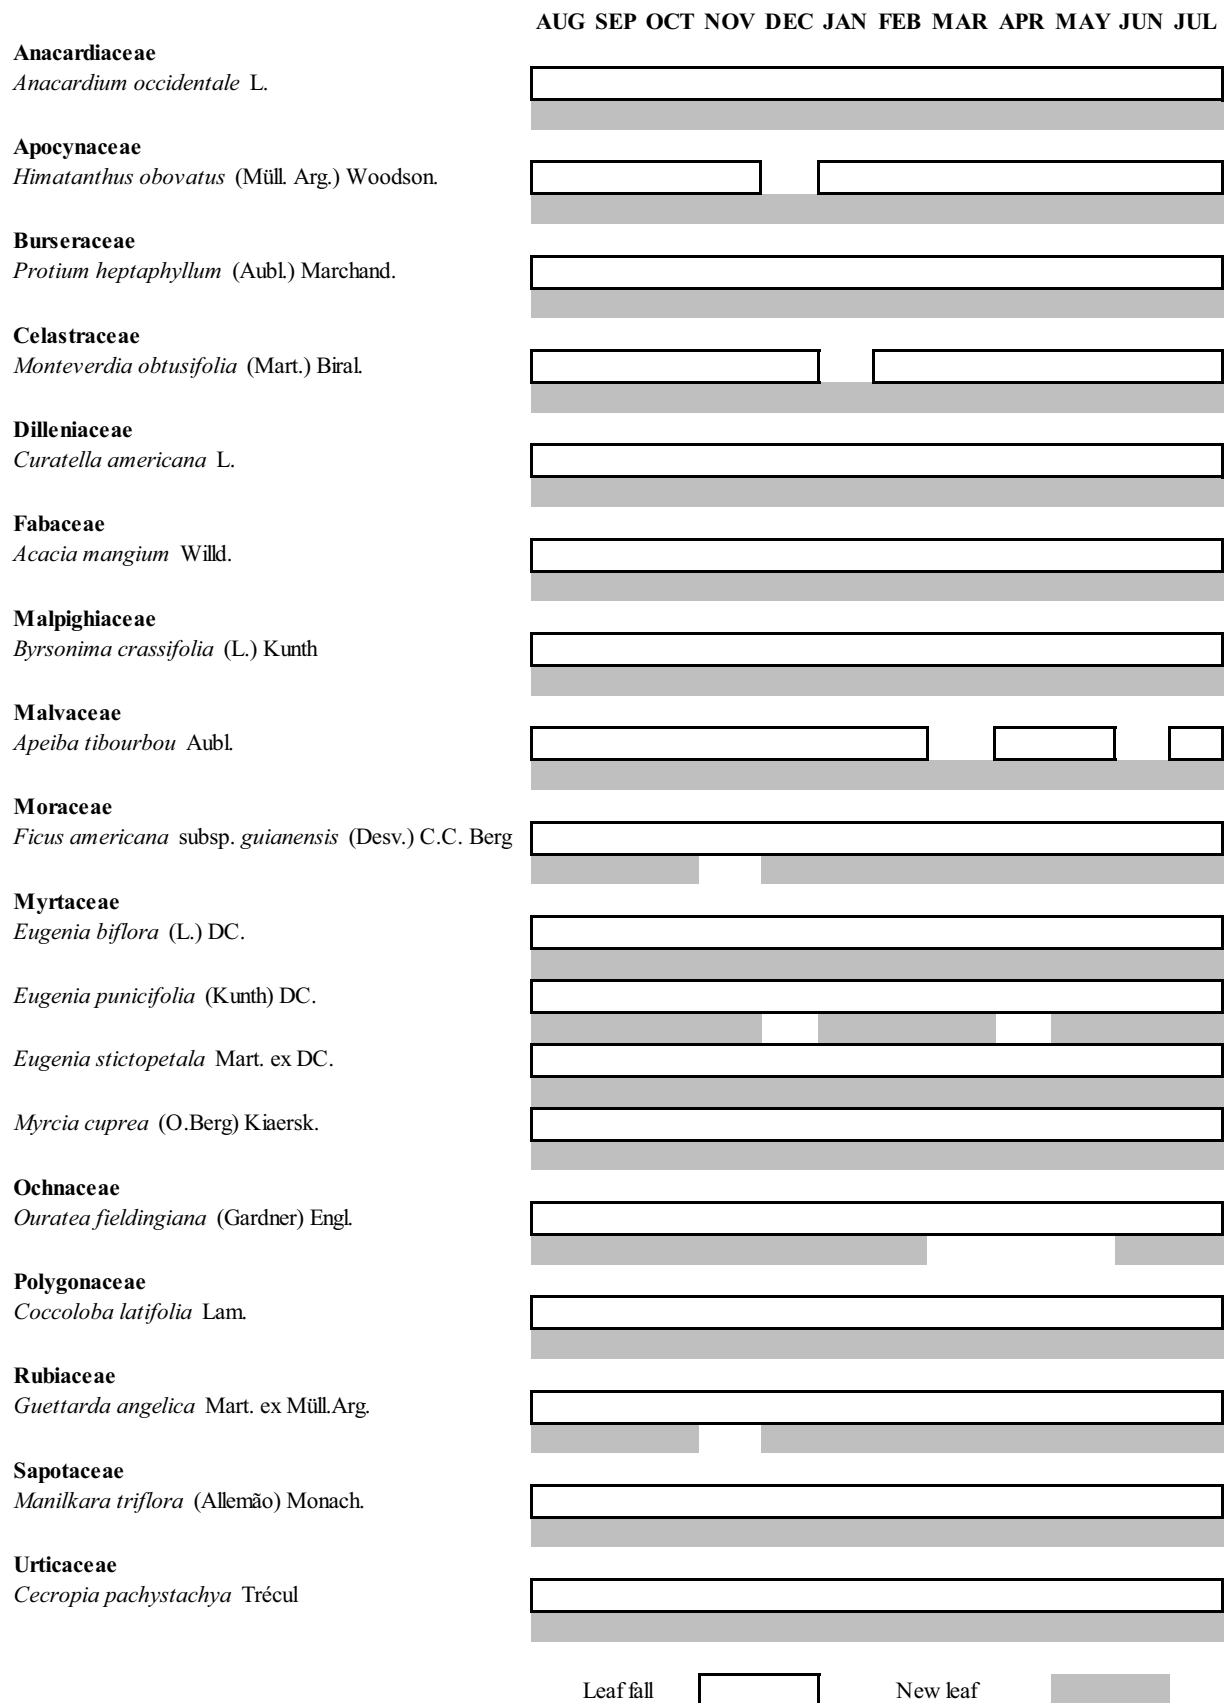 AUG SEP OCT NOV DEC JAN FEB MAR APR MAY JUN JUL
Anacardiaceae
Anacardium occidentale L.
Apocynaceae
Himatanthus obovatus (Müll. Arg.) Woodson.
Burseraceae
Protium heptaphyllum (Aubl.) Marchand.
Celastraceae
Monteverdia obtusifolia (Mart.) Biral.
Dilleniaceae
Curatella americana L.
Fabaceae
Acacia mangium Willd.
Malpighiaceae
Byrsonima crassifolia (L.) Kunth
Malvaceae
Apeiba tibourbou Aubl.
Moraceae
Ficus americana subsp. guianensis (Desv.) C.C. Berg
Myrtaceae
Eugenia biflora (L.) DC.
Eugenia punicifolia (Kunth) DC.
Eugenia stictopetala Mart. ex DC.
Myrcia cuprea (O.Berg) Kiaersk.
Ochnaceae
Ouratea fieldingiana (Gardner) Engl.
Polygonaceae
Coccoloba latifolia Lam.
Rubiaceae
Guettarda angelica Mart. ex Müll.Arg.
Sapotaceae
Manilkara triflora (Allemão) Monach.
Urticaceae
Cecropia pachystachya Trécul
Leaf fall New leaf